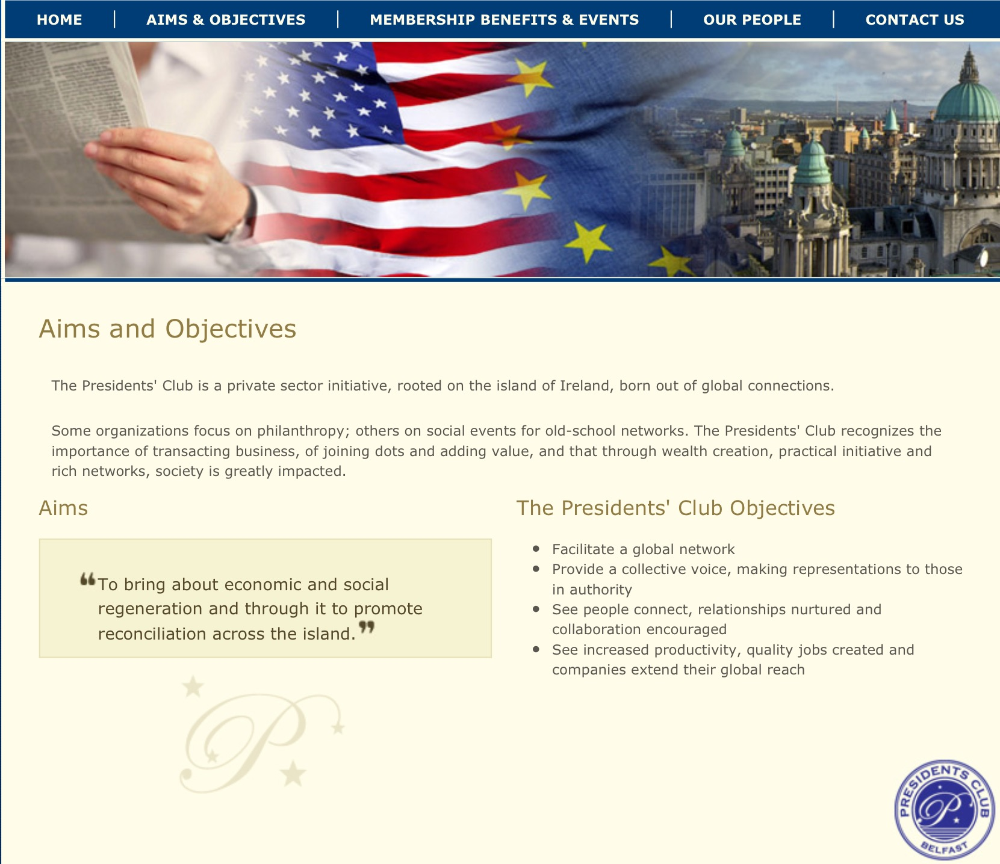 HOME | AIMS & OBJECTIVES | MEMBERSHIP BENEFITS & EVENTS | OUR PEOPLE | CONTACT US
Aims and Objectives
The Presidents' Club is a private sector initiative, rooted on the island of Ireland, born out of global connections.
Some organizations focus on philanthropy; others on social events for old-school networks. The Presidents' Club recognizes the
importance of transacting business, of joining dots and adding value, and that through wealth creation, practical initiative and
rich networks, society is greatly impacted.
Aims
❝To bring about economic and social
regeneration and through it to promote
reconciliation across the island.❞
The Presidents' Club Objectives
• Facilitate a global network
• Provide a collective voice, making representations to those
in authority
• See people connect, relationships nurtured and
collaboration encouraged
• See increased productivity, quality jobs created and
companies extend their global reach
P
PRESIDENTS CLUB
P
BELFAST